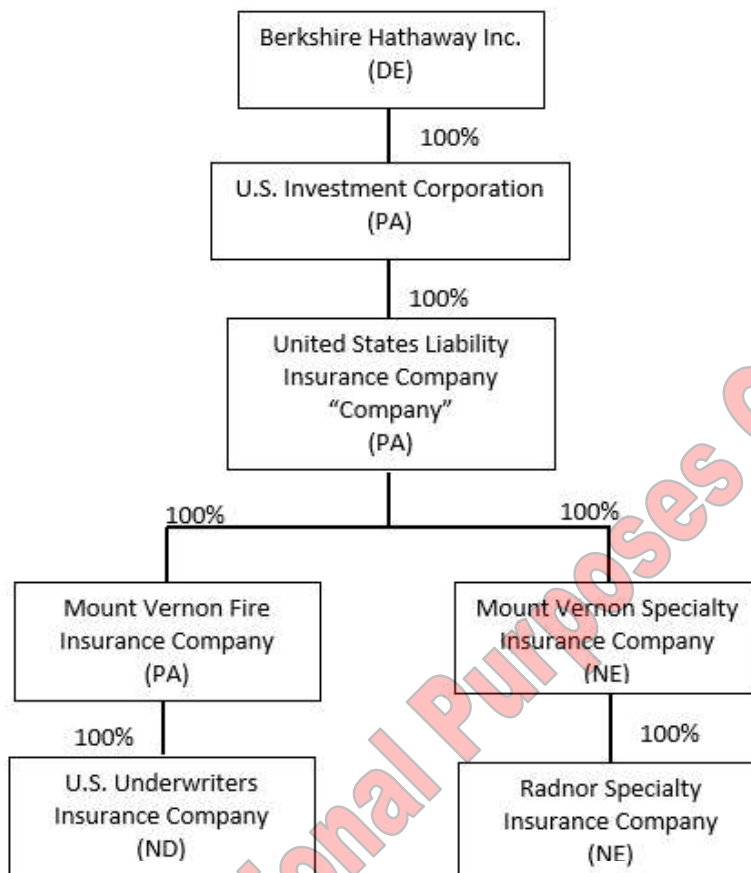 Berkshire Hathaway Inc.
(DE)
100%
U.S. Investment Corporation
(PA)
100%
United States Liability
Insurance Company
“Company”
(PA)
100%
100%
Mount Vernon Fire
Insurance Company
(PA)
Mount Vernon Specialty
Insurance Company
(NE)
100%
100%
U.S. Underwriters
Insurance Company
(ND)
Radnor Specialty
Insurance Company
(NE)
Purposes